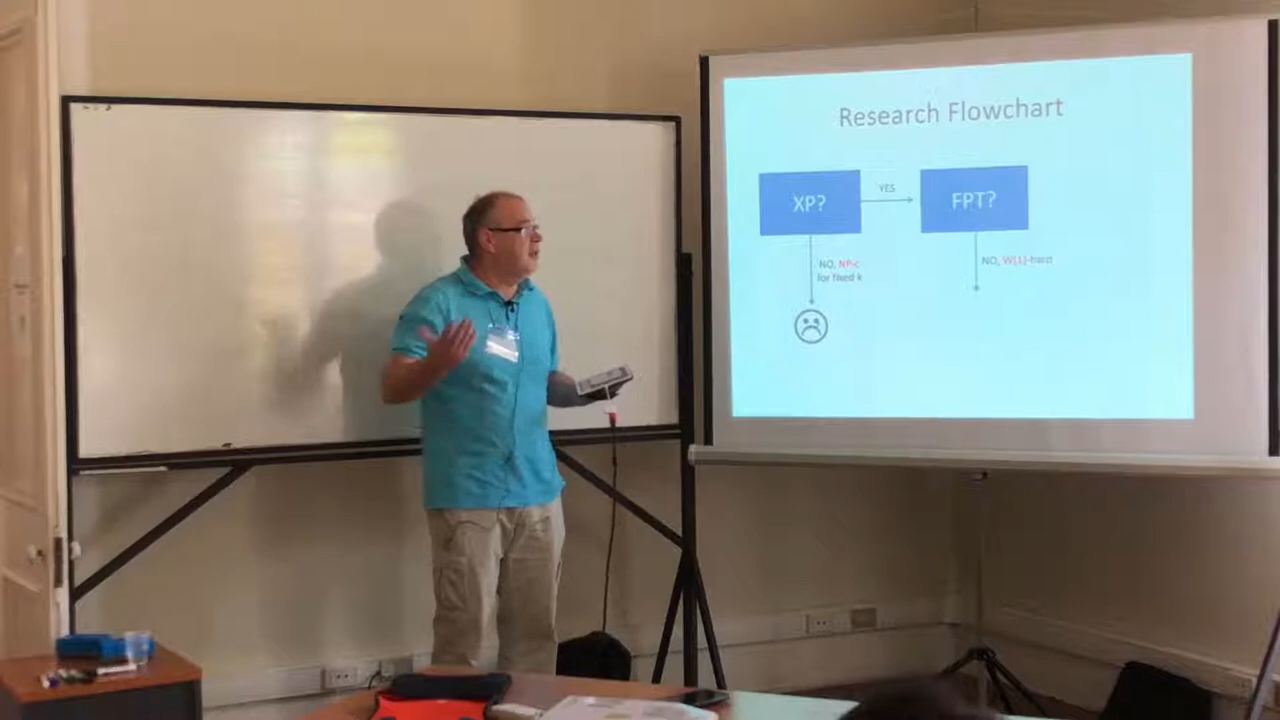 Research Flowchart
XP?
YES
FPT?
NO, NP-c
for fixed k
NO, W[1]-hard